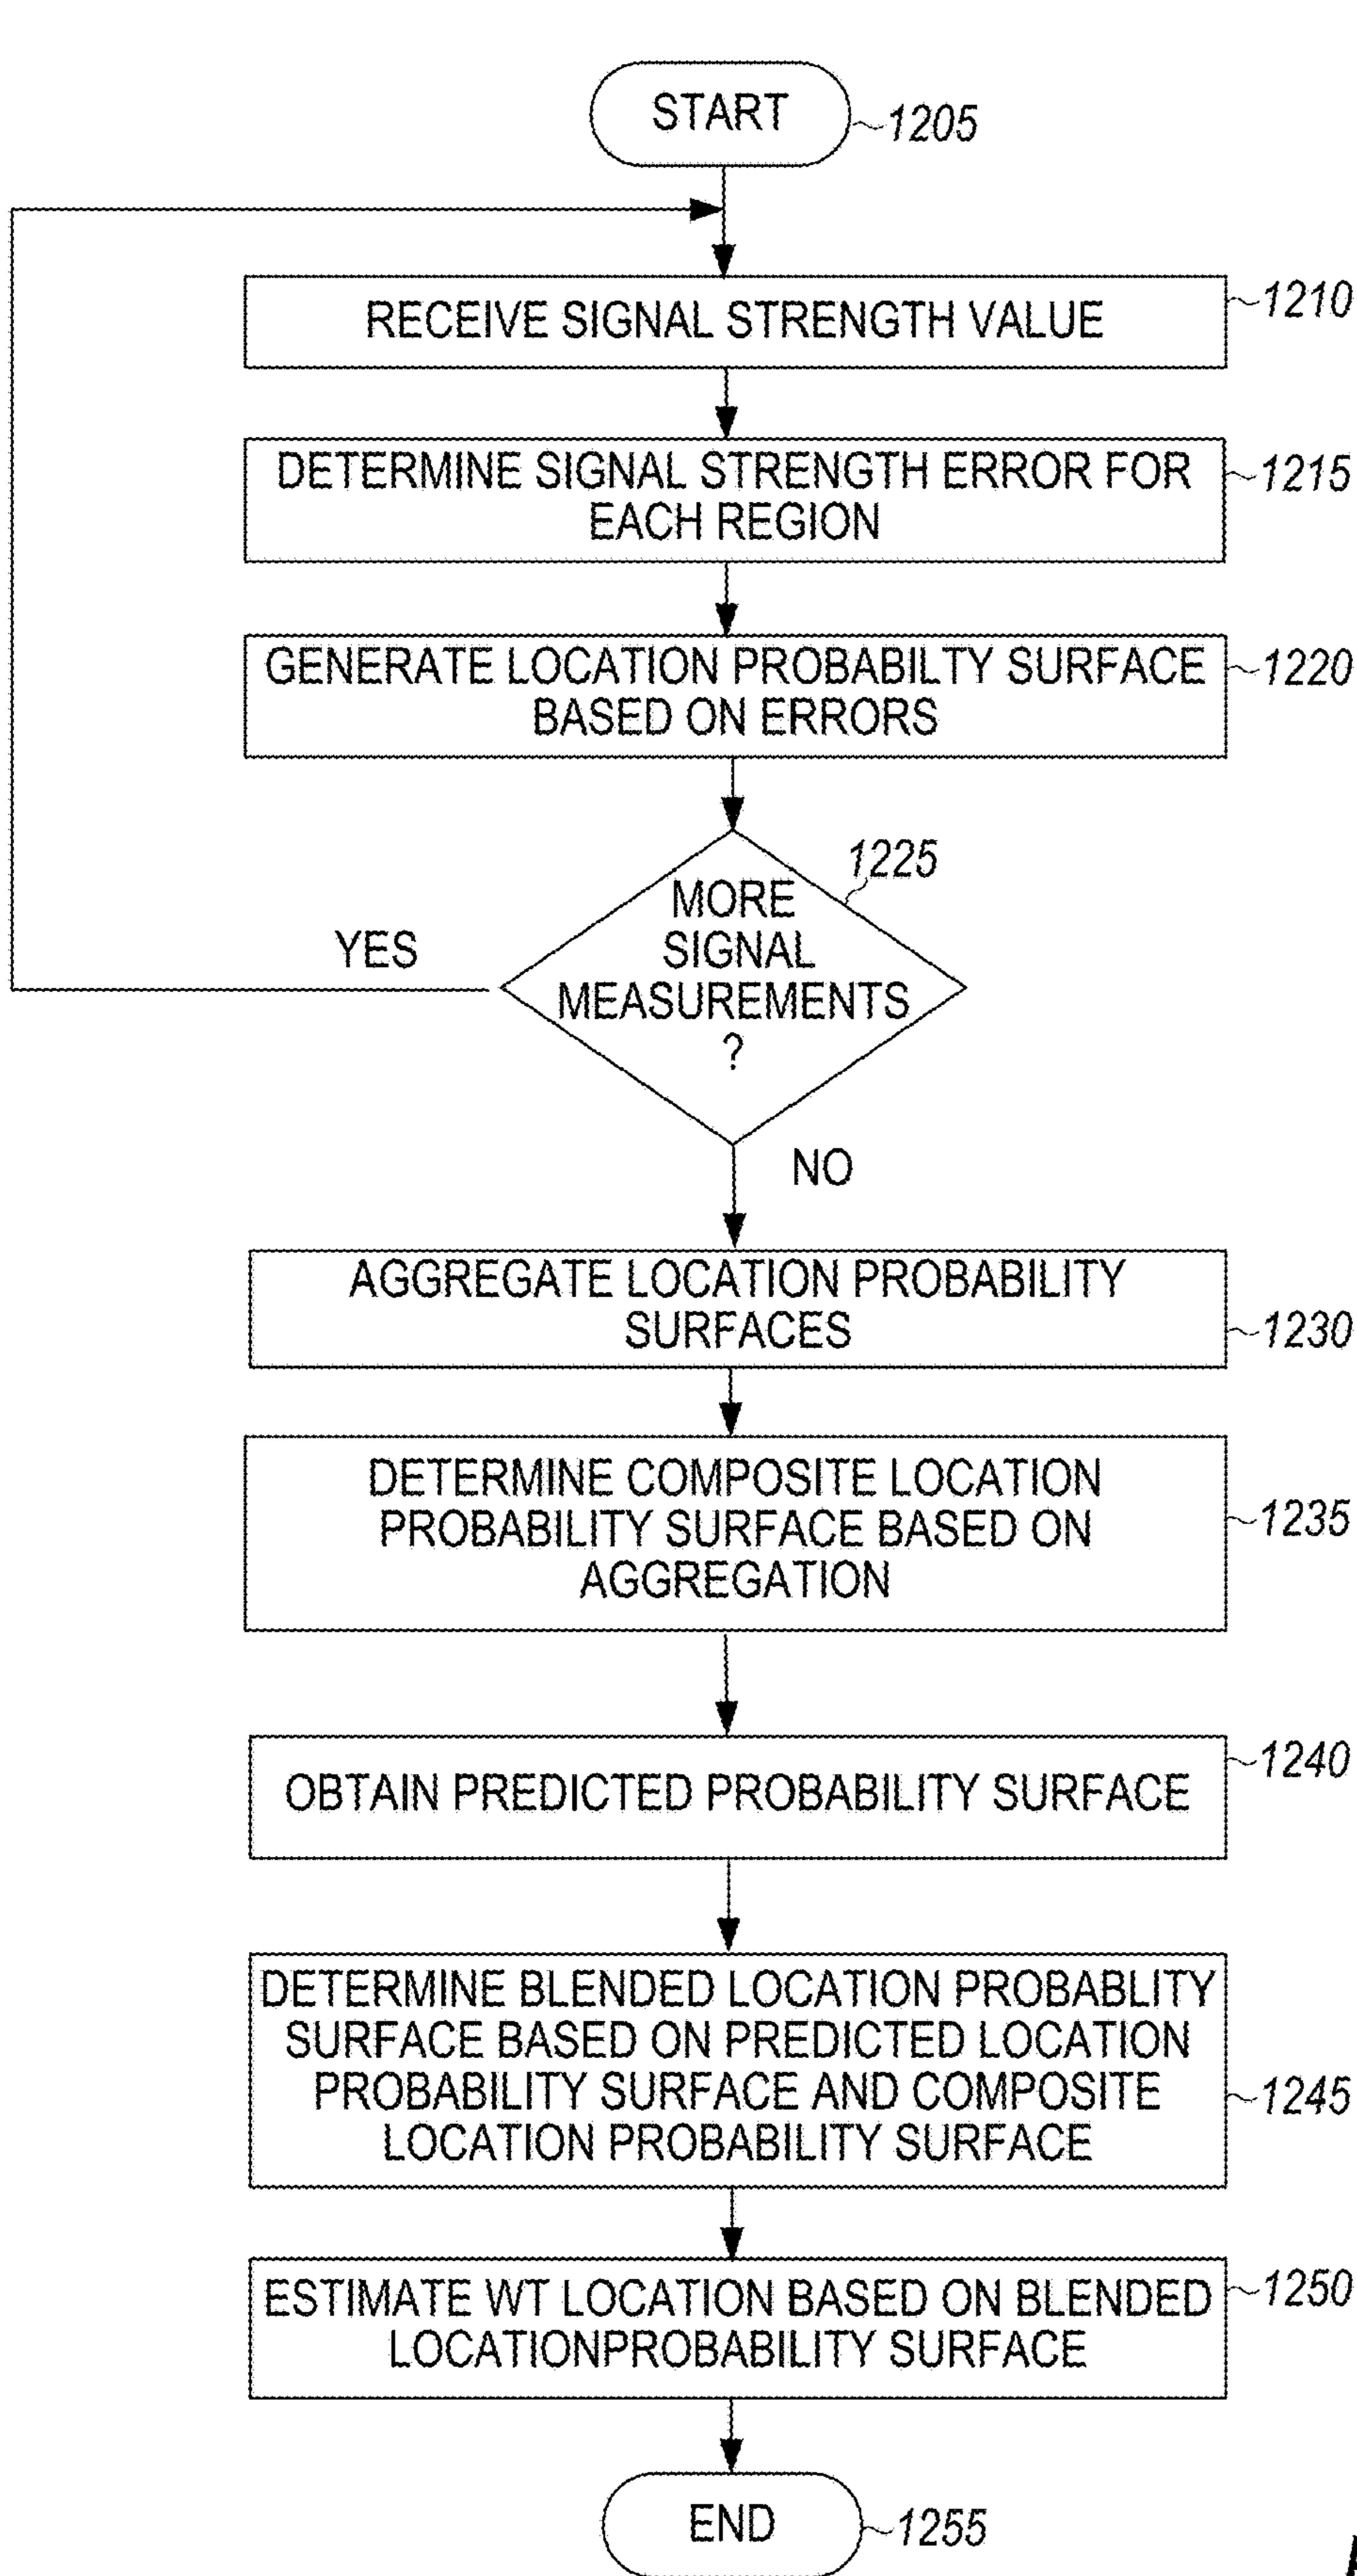 START
1205
RECEIVE SIGNAL STRENGTH VALUE
1210
DETERMINE SIGNAL STRENGTH ERROR FOR
EACH REGION
1215
GENERATE LOCATION PROBABILTY SURFACE
BASED ON ERRORS
1220
1225
MORE
SIGNAL
MEASUREMENTS
?
YES
NO
AGGREGATE LOCATION PROBABILITY
SURFACES
1230
DETERMINE COMPOSITE LOCATION
PROBABILITY SURFACE BASED ON
AGGREGATION
1235
OBTAIN PREDICTED PROBABILITY SURFACE
1240
DETERMINE BLENDED LOCATION PROBABLITY
SURFACE BASED ON PREDICTED LOCATION
PROBABILITY SURFACE AND COMPOSITE
LOCATION PROBABILITY SURFACE
1245
ESTIMATE WT LOCATION BASED ON BLENDED
LOCATIONPROBABILITY SURFACE
1250
END
1255